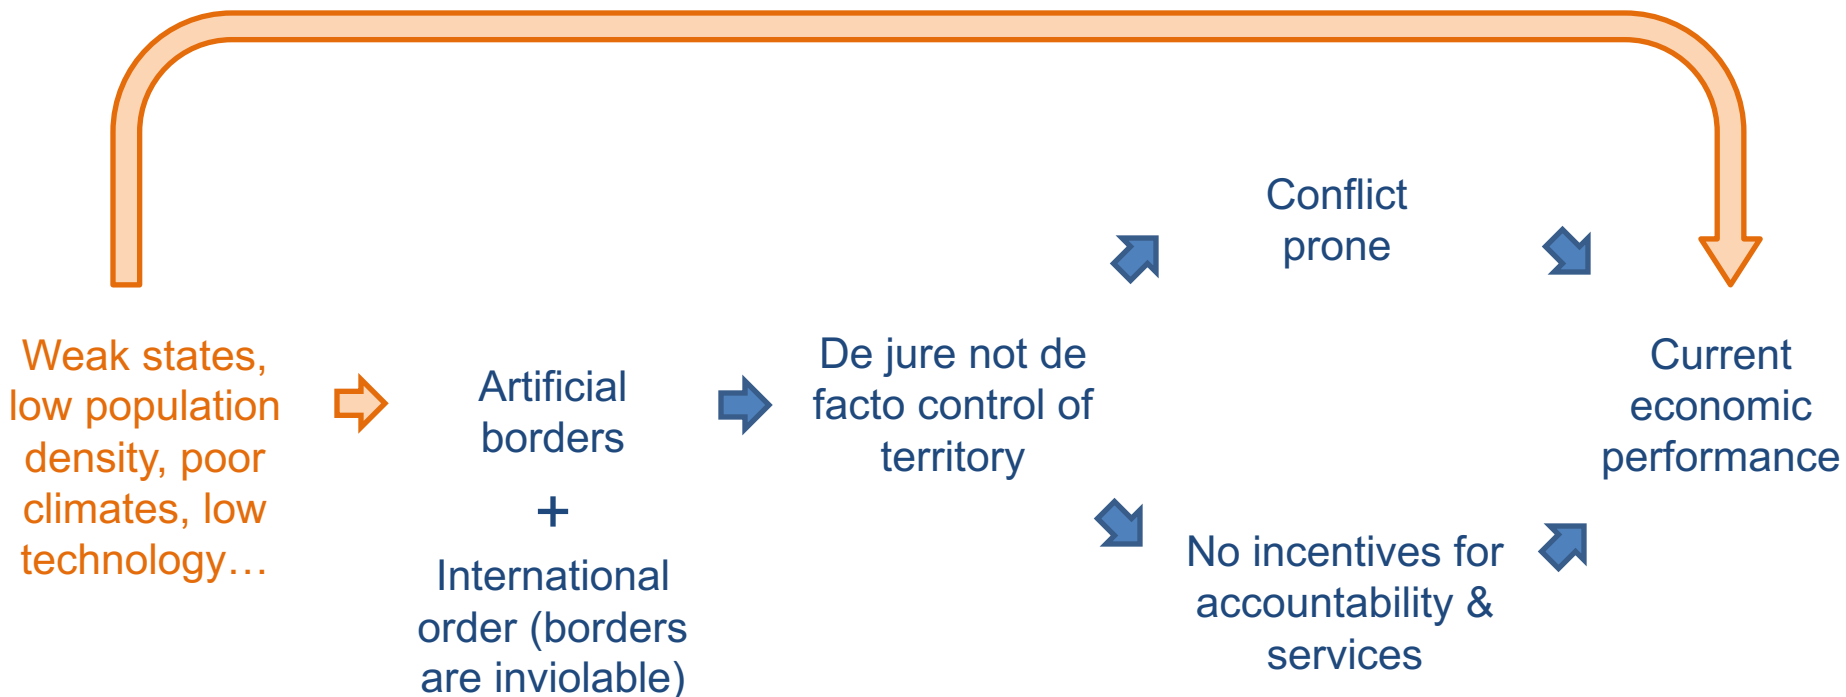 Weak states,
low population
density, poor
climates, low
technology…
Artificial
borders
+
International
order (borders
are inviolable)
De jure not de
facto control of
territory
Conflict
prone
No incentives for
accountability &
services
Current
economic
performance